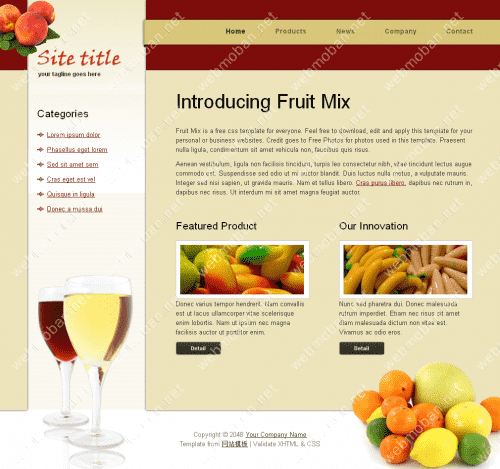 Home Products News Company Contact
Site title
your tagline goes here
Categories
Lorem ipsum dolor
Phasellus eget lorem
Sed sit amet sem
Cras eget est vel
Quisque in ligula
Donec a massa dui
Introducing Fruit Mix
Fruit Mix is a free css template for everyone. Feel free to download, edit and apply this template for your
personal or business websites. Credit goes to Free Photos for photos used in this template. Praesent
nulla ligula, condimentum sit amet vehicula non, faucibus quis risus.
Aenean vestibulum, ligula non facilisis tincidunt, turpis leo consectetur nibh, vitae tincidunt lectus augue
commodo est. Suspendisse sed odio ut mi auctor blandit. Duis luctus nulla metus, a vulputate mauris.
Integer sed nisi sapien, ut gravida mauris. Nam et tellus libero. Cras purus libero, dapibus nec rutrum in,
dapibus nec risus. Ut interdum mi sit amet magna feugiat auctor.
Featured Product
Donec varius tempor hendrerit. Nam convallis
est ut lacus ullamcorper vitae scelerisque
enim lobortis. Nam ut ipsum nec magna
facilisis auctor ut porttitor enim.
Detail
Our Innovation
Nunc sed pharetra dui. Donec malesuada
rutrum imperdiet. Etiam nec risus sit amet
diam malesuada dictum non vitae est.
Vivamus ac odio eros.
Detail
Copyright © 2048 Your Company Name
Template from 网站模板 | Validate XHTML & CSS
webmoban.net